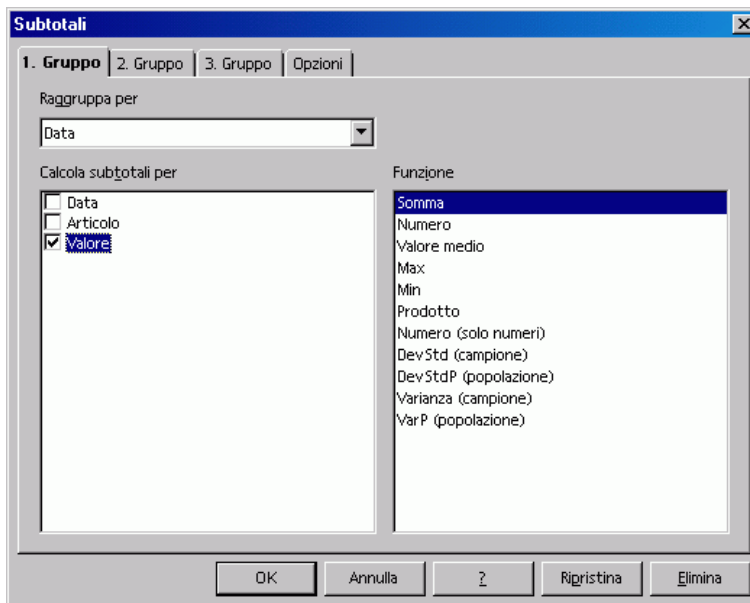 Subtotali
1. Gruppo 2. Gruppo 3. Gruppo Opzioni
Raggruppa per
Data
Calcola subtotali per
Data
Articolo
Valore
Funzione
Somma
Numero
Valore medio
Max
Min
Prodotto
Numero (solo numeri)
DevStd (campione)
DevStdP (popolazione)
Varianza (campione)
VarP (popolazione)
OK Annulla ? Ripristina Elimina